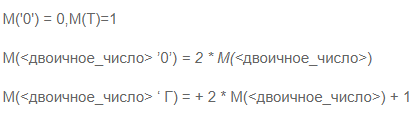 M('0') = 0,M(T)=1
M(<двоичное_число> ’0’) = 2 * M(<двоичное_число>)
M(<двоичное_число> ‘ Г) = + 2 * M(<двоичное_число>) + 1